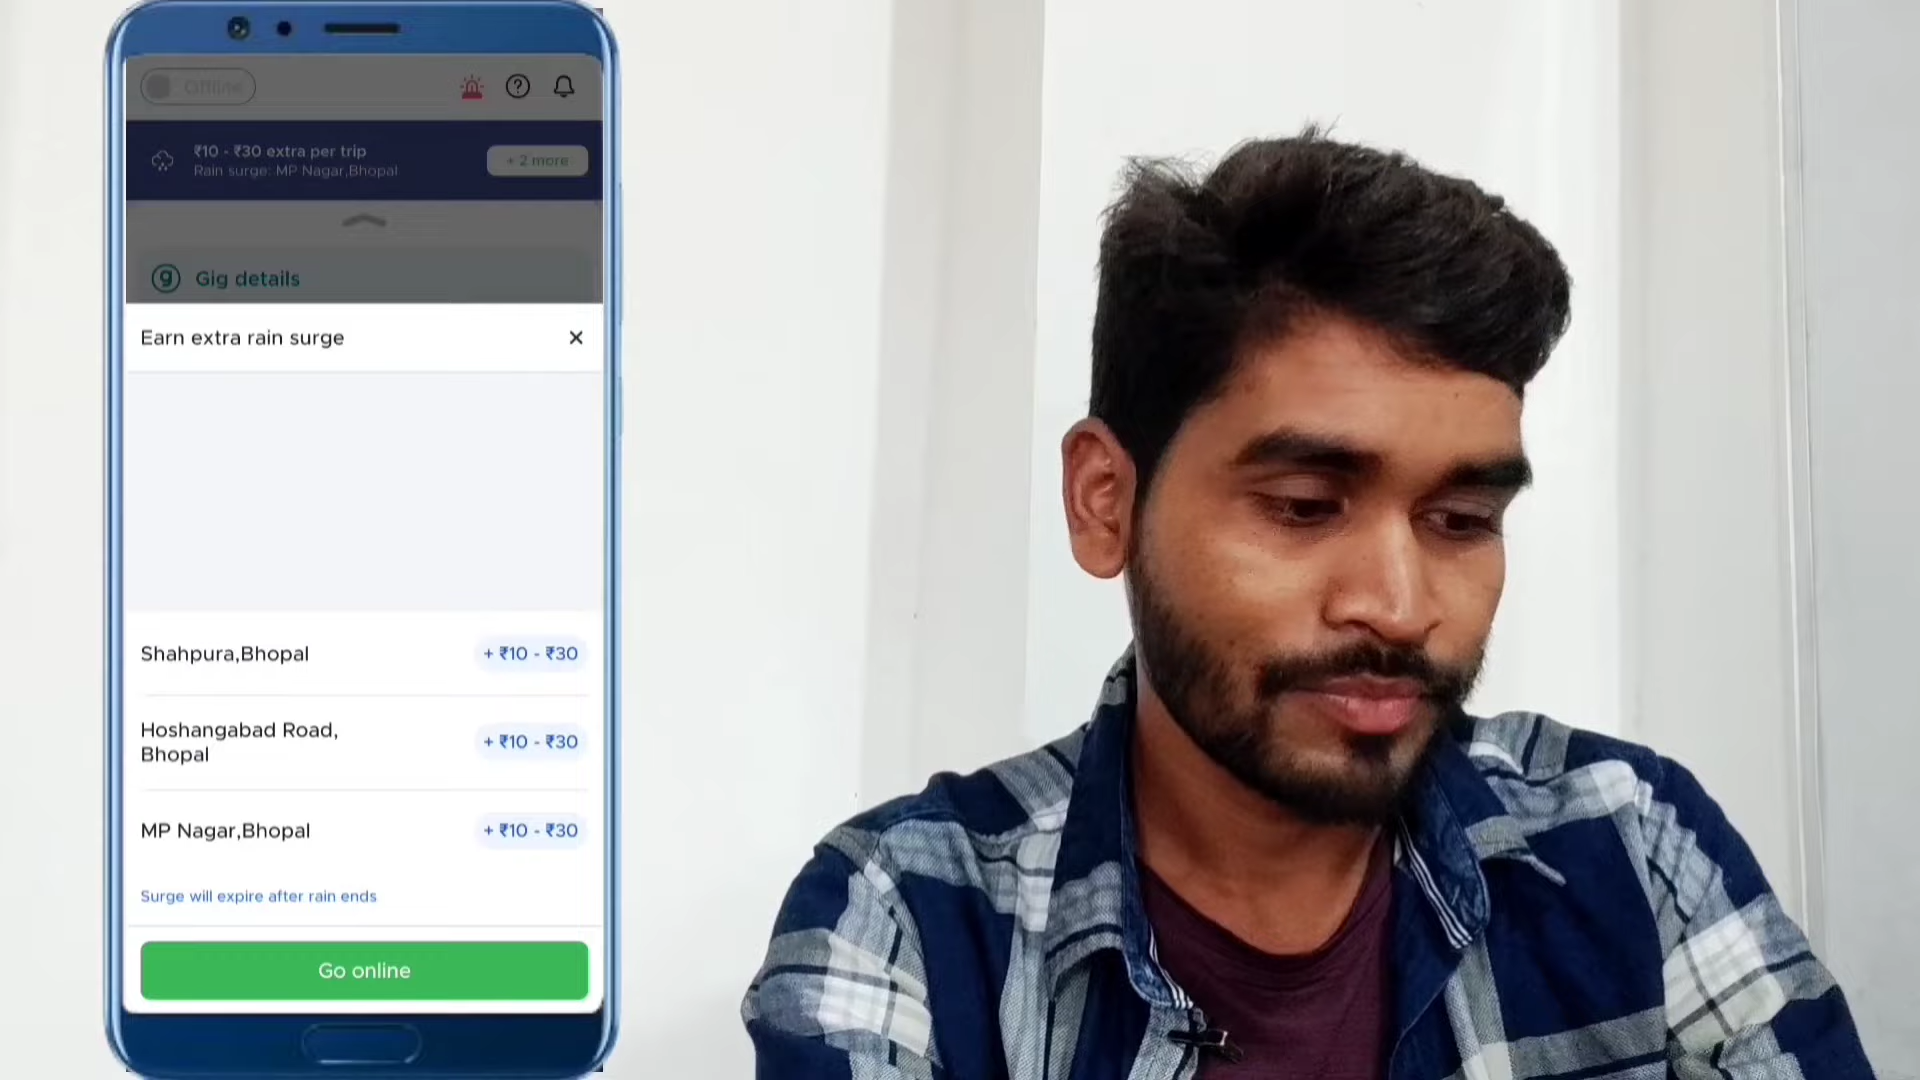 Offline
₹10 - ₹30 extra per trip
Rain surge: MP Nagar,Bhopal
+ 2 more
g Gig details
Earn extra rain surge
Shahpura,Bhopal
+ ₹10 - ₹30
Hoshangabad Road,
Bhopal
+ ₹10 - ₹30
MP Nagar,Bhopal
+ ₹10 - ₹30
Surge will expire after rain ends
Go online